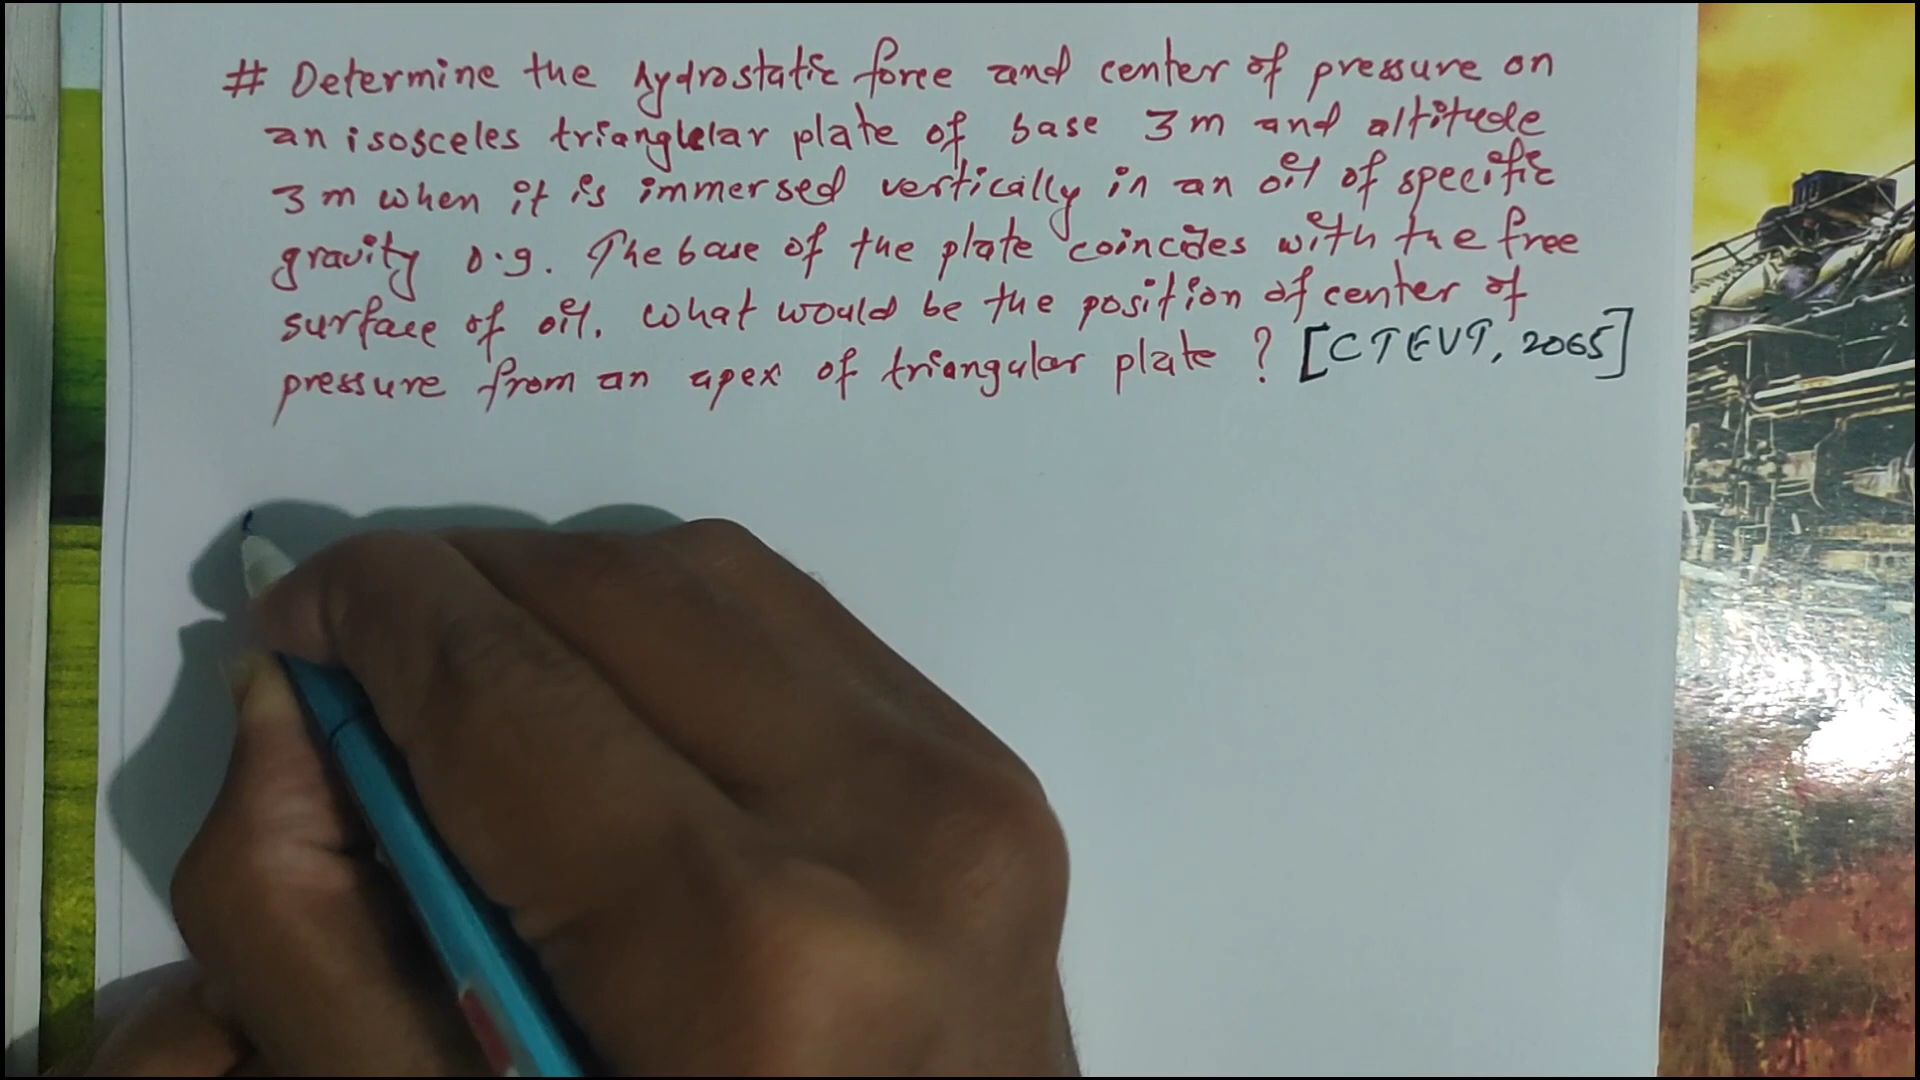 # Determine the hydrostatic force and center of pressure on
an isosceles trianglular plate of base 3m and altitude
3 m when it is immersed vertically in an oil of specific
gravity 0.9. The base of the plate coincides with the free
surface of oil. What would be the position of center of
pressure from an apex of triangular plate ? [CTEVT, 2065]